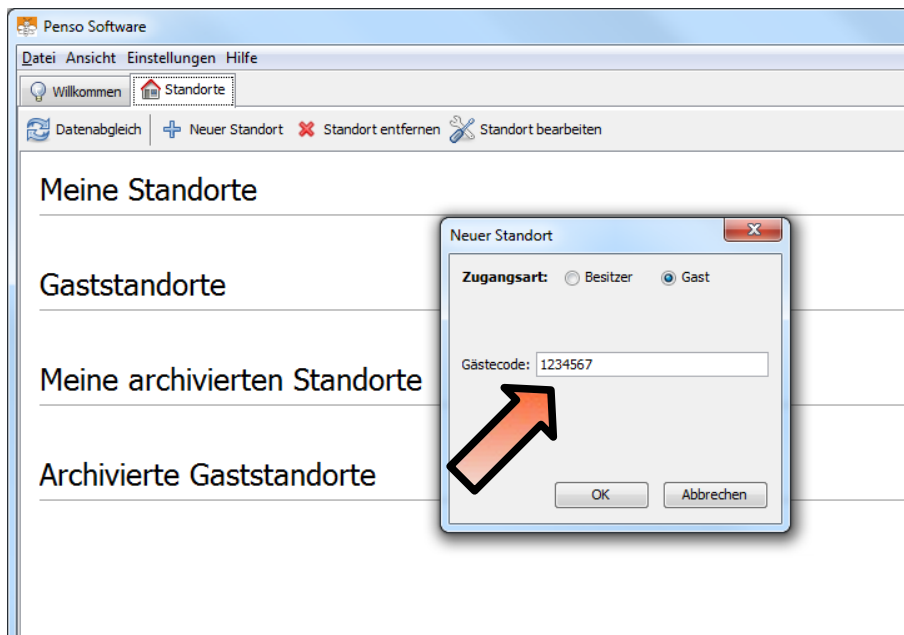 Penso Software
Datei Ansicht Einstellungen Hilfe
Willkommen Standorte
Datenabgleich Neuer Standort Standort entfernen Standort bearbeiten
Meine Standorte
Gaststandorte
Meine archivierten Standorte
Archivierte Gaststandorte
Neuer Standort
Zugangsart: Besitzer Gast
Gästecode: 1234567
OK Abbrechen